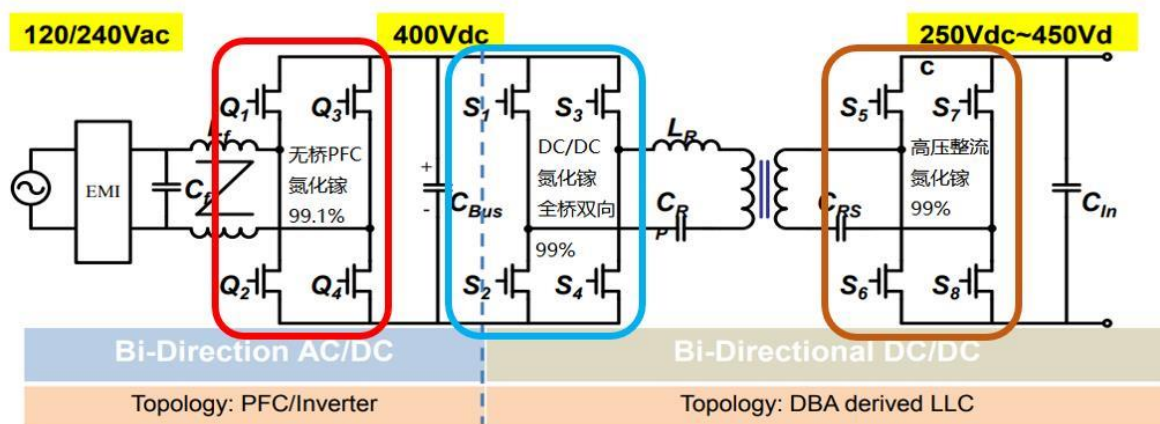 120/240Vac
400Vdc
250Vdc~450Vd
c
Q1
Q3
S1
S3
S5
S7
Lf
LR
无桥PFC
氮化镓
99.1%
DC/DC
氮化镓
全桥双向
99%
高压整流
氮化镓
99%
EMI
Cf
+
-
CBus
CR
P
CRS
CIn
Q2
Q4
S2
S4
S6
S8
Bi-Direction AC/DC
Bi-Directional DC/DC
Topology: PFC/Inverter
Topology: DBA derived LLC